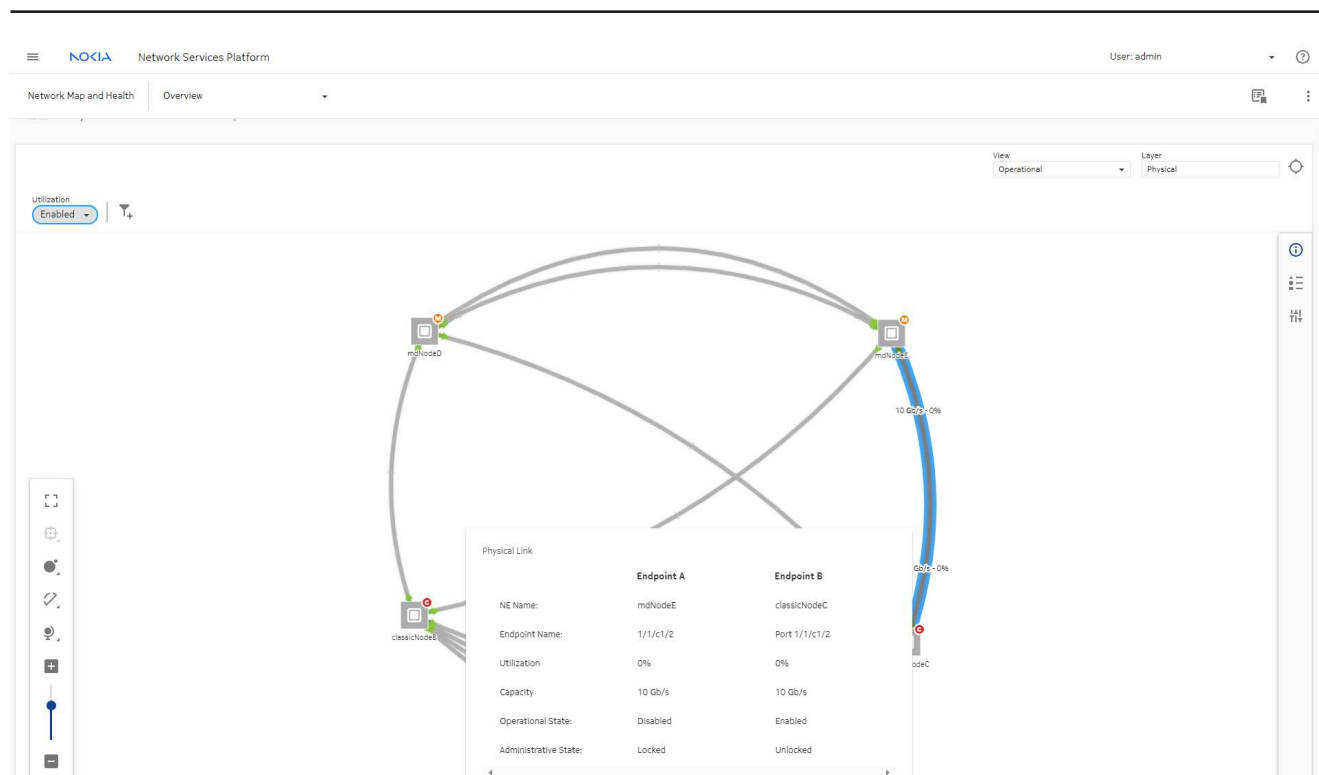 NOKIA Network Services Platform User: admin
Network Map and Health Overview
View Layer
Operational Physical
Utilization
Enabled
M M
mdNodeD mdNodeE
10 Gb/s - 0%
Gb/s - 0%
C C
classicNodeB odeC
Physical Link
Endpoint A Endpoint B
NE Name: mdNodeE classicNodeC
Endpoint Name: 1/1/c1/2 Port 1/1/c1/2
Utilization 0% 0%
Capacity 10 Gb/s 10 Gb/s
Operational State: Disabled Enabled
Administrative State: Locked Unlocked